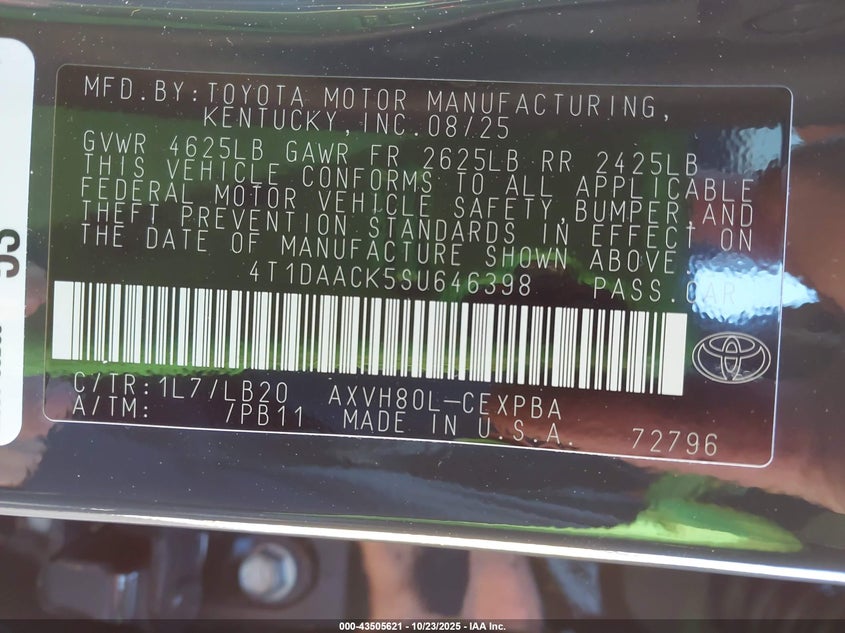 MFD.BY:TOYOTA MOTOR MANUFACTURING,
KENTUCKY,INC.08/25
GVWR 4625LB GAWR FR 2625LB RR 2425LB
THIS VEHICLE CONFORMS TO ALL APPLICABLE
FEDERAL MOTOR VEHICLE SAFETY,BUMPER,AND
THEFT PREVENTION STANDARDS IN EFFECT ON
THE DATE OF MANUFACTURE SHOWN ABOVE.
4T1DAACK5SU646398 PASS.CAR
C/TR:1L7/LB20 AXVH80L-CEXPBA
A/TM: /PB11 MADE IN U.S.A. 72796
000-43505621 - 10/23/2025 - IAA Inc.